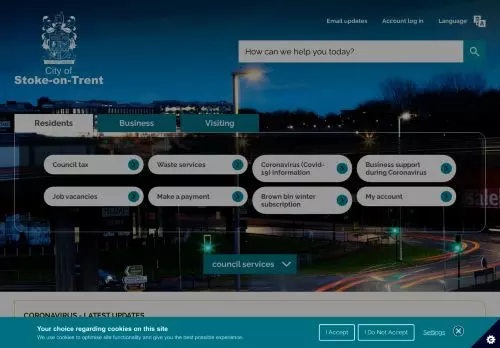 Email updates Account log in Language
City of
Stoke-on-Trent
How can we help you today?
Residents Business Visiting
Council tax
Waste services
Coronavirus (Covid-
19) information
Business support
during Coronavirus
Job vacancies
Make a payment
Brown bin winter
subscription
My account
council services
CORONAVIRUS - LATEST UPDATES
Your choice regarding cookies on this site
We use cookies to optimise site functionality and give you the best possible experience.
I Accept
I Do Not Accept
Settings